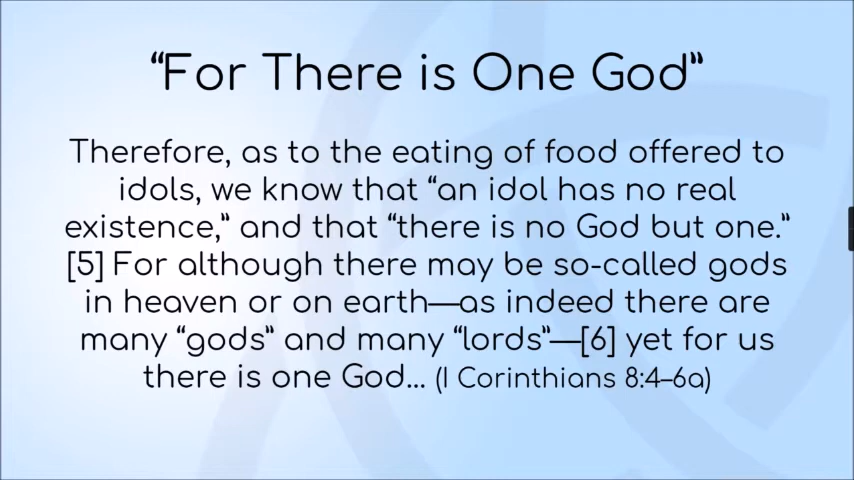 “For There is One God”
Therefore, as to the eating of food offered to
idols, we know that “an idol has no real
existence,” and that “there is no God but one.”
[5] For although there may be so-called gods
in heaven or on earth—as indeed there are
many “gods” and many “lords”—[6] yet for us
there is one God... (I Corinthians 8:4–6a)